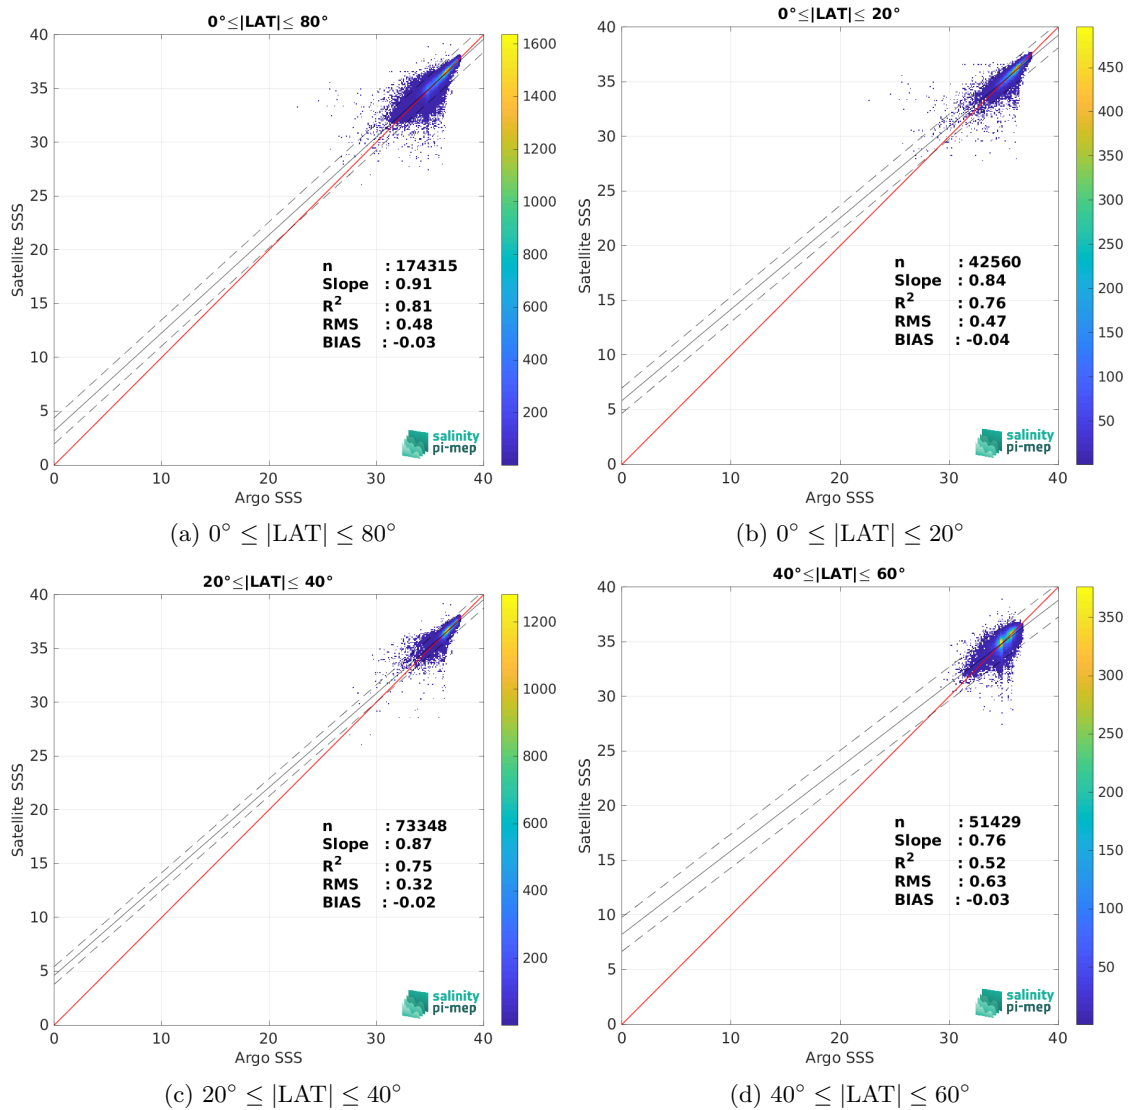 0°≤|LAT|≤ 80°
Satellite SSS
40
35
30
25
20
15
10
5
0
0
10
20
30
40
Argo SSS
n : 174315
Slope : 0.91
R² : 0.81
RMS : 0.48
BIAS : -0.03
salinity
pi-mep
1600
1400
1200
1000
800
600
400
200
(a) 0° ≤ |LAT| ≤ 80°
0°≤|LAT|≤ 20°
Satellite SSS
40
35
30
25
20
15
10
5
0
0
10
20
30
40
Argo SSS
n : 42560
Slope : 0.84
R² : 0.76
RMS : 0.47
BIAS : -0.04
salinity
pi-mep
450
400
350
300
250
200
150
100
50
(b) 0° ≤ |LAT| ≤ 20°
20°≤|LAT|≤ 40°
Satellite SSS
40
35
30
25
20
15
10
5
0
0
10
20
30
40
Argo SSS
n : 73348
Slope : 0.87
R² : 0.75
RMS : 0.32
BIAS : -0.02
salinity
pi-mep
1200
1000
800
600
400
200
(c) 20° ≤ |LAT| ≤ 40°
40°≤|LAT|≤ 60°
Satellite SSS
40
35
30
25
20
15
10
5
0
0
10
20
30
40
Argo SSS
n : 51429
Slope : 0.76
R² : 0.52
RMS : 0.63
BIAS : -0.03
salinity
pi-mep
350
300
250
200
150
100
50
(d) 40° ≤ |LAT| ≤ 60°